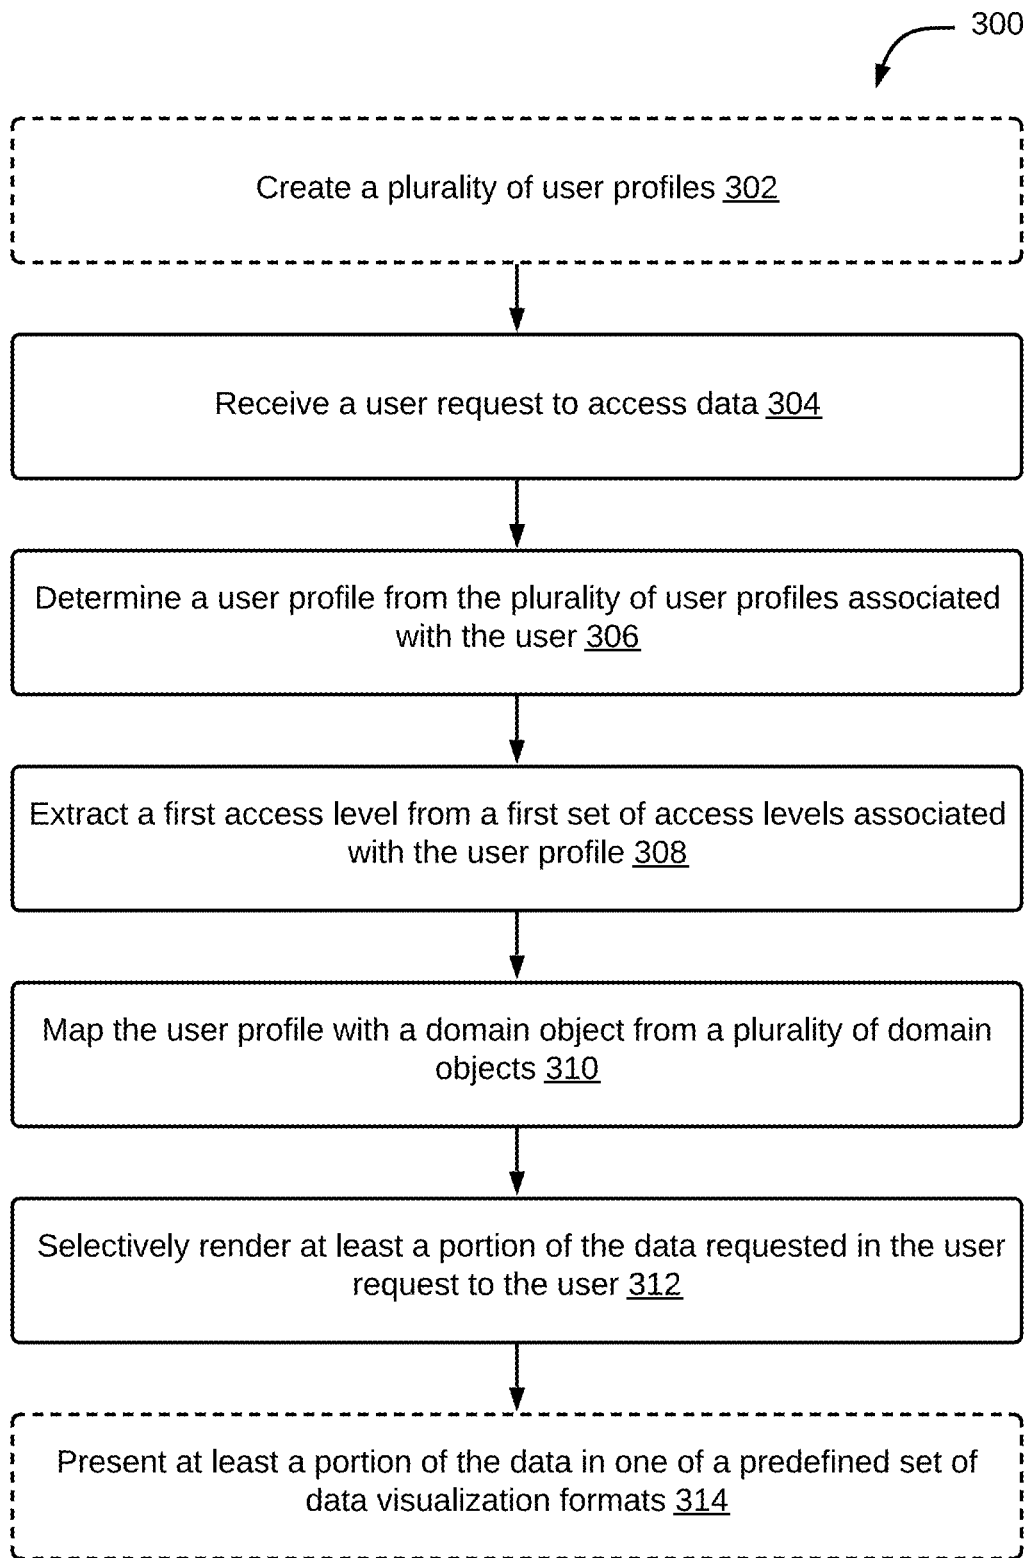 300
Create a plurality of user profiles 302
Receive a user request to access data 304
Determine a user profile from the plurality of user profiles associated
with the user 306
Extract a first access level from a first set of access levels associated
with the user profile 308
Map the user profile with a domain object from a plurality of domain
objects 310
Selectively render at least a portion of the data requested in the user
request to the user 312
Present at least a portion of the data in one of a predefined set of
data visualization formats 314